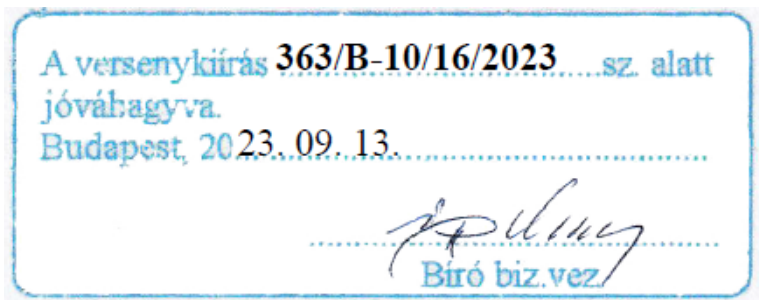 A versenykiírás 363/B-10/16/2023 sz. alatt
jóváhagyva.
Budapest, 2023. 09. 13.
Bíró biz.vez.